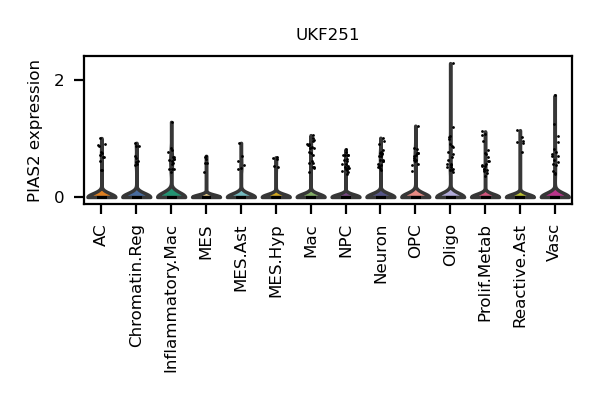 UKF251
PIAS2 expression
2
0
AC
Chromatin.Reg
Inflammatory.Mac
MES
MES.Ast
MES.Hyp
Mac
NPC
Neuron
OPC
Oligo
Prolif.Metab
Reactive.Ast
Vasc